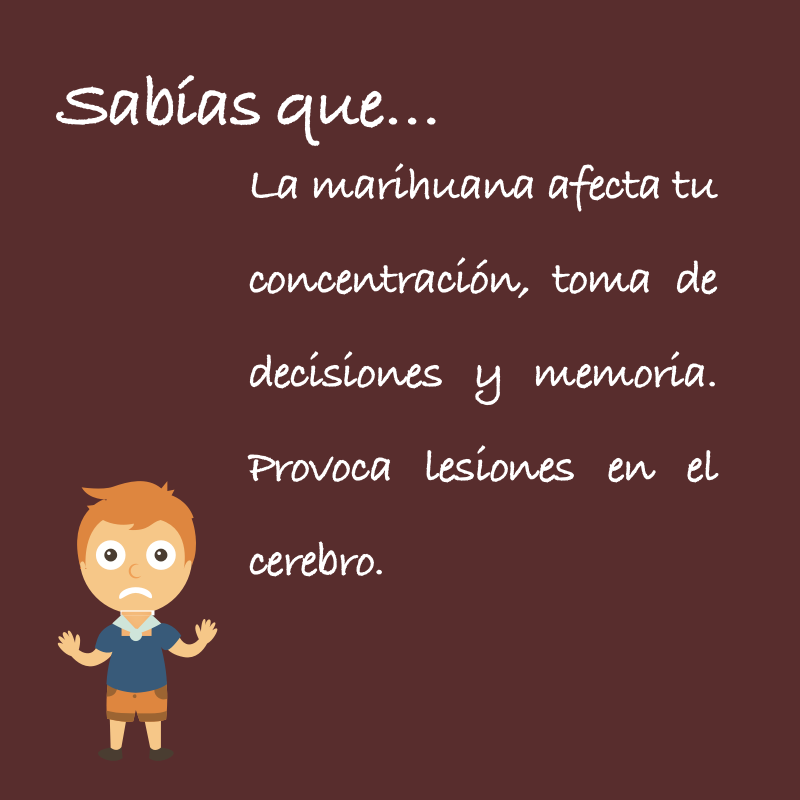 Sabías que...
La marihuana afecta tu
concentración, toma de
decisiones y memoria.
Provoca lesiones en el
cerebro.